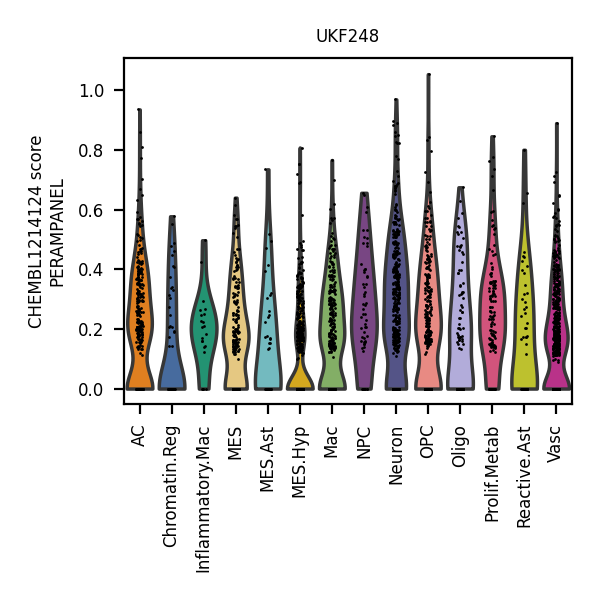 UKF248
CHEMBL1214124 score
PERAMPANEL
1.0
0.8
0.6
0.4
0.2
0.0
AC
Chromatin.Reg
Inflammatory.Mac
MES
MES.Ast
MES.Hyp
Mac
NPC
Neuron
OPC
Oligo
Prolif.Metab
Reactive.Ast
Vasc